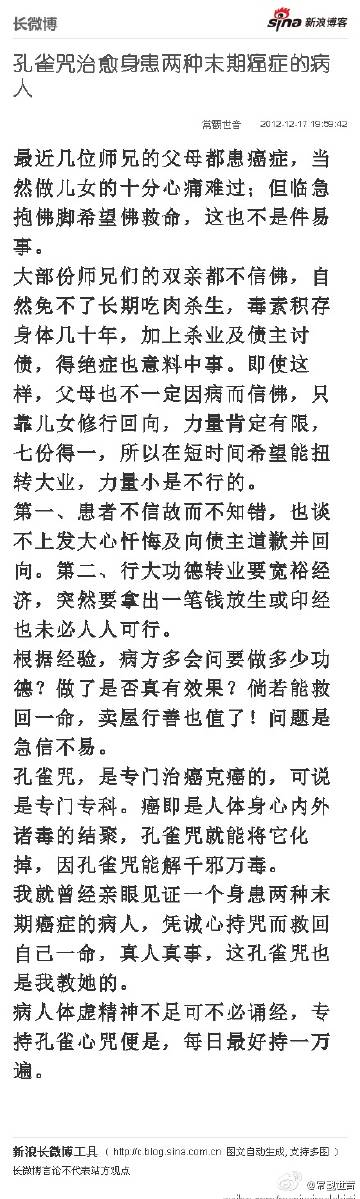 长微博
sina 新浪博客
孔雀咒治愈身患两种末期癌症的病
人
常觀世音 2012-12-17 19:59:42
最近几位师兄的父母都患癌症，当
然做儿女的十分心痛难过；但临急
抱佛脚希望佛救命，这也不是件易
事。
大部份师兄们的双亲都不信佛，自
然免不了长期吃肉杀生，毒素积存
身体几十年，加上杀业及债主讨
债，得绝症也意料中事。即使这
样，父母也不一定因病而信佛，只
靠儿女修行回向，力量肯定有限，
七份得一，所以在短时间希望能扭
转大业，力量小是不行的。
第一、患者不信故而不知错，也谈
不上发大心忏悔及向债主道歉并回
向。第二、行大功德转业要宽裕经
济，突然要拿出一笔钱放生或印经
也未必人人可行。
根据经验，病方多会问要做多少功
德？做了是否真有效果？倘若能救
回一命，卖屋行善也值了！问题是
急信不易。
孔雀咒，是专门治癌克癌的，可说
是专门专科。癌即是人体身心内外
诸毒的结聚，孔雀咒就能将它化
掉，因孔雀咒能解千邪万毒。
我就曾经亲眼见证一个身患两种末
期癌症的病人，凭诚心持咒而救回
自己一命，真人真事，这孔雀咒也
是我教她的。
病人体虚精神不足可不必诵经，专
持孔雀心咒便是，每日最好持一万
遍。
新浪长微博工具 ( http://c.blog.sina.com.cn 图文自动生成,支持多图 )
长微博言论不代表站方观点
@常觀世音